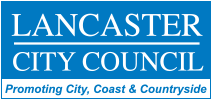 LANCASTER
CITY COUNCIL
Promoting City, Coast & Countryside